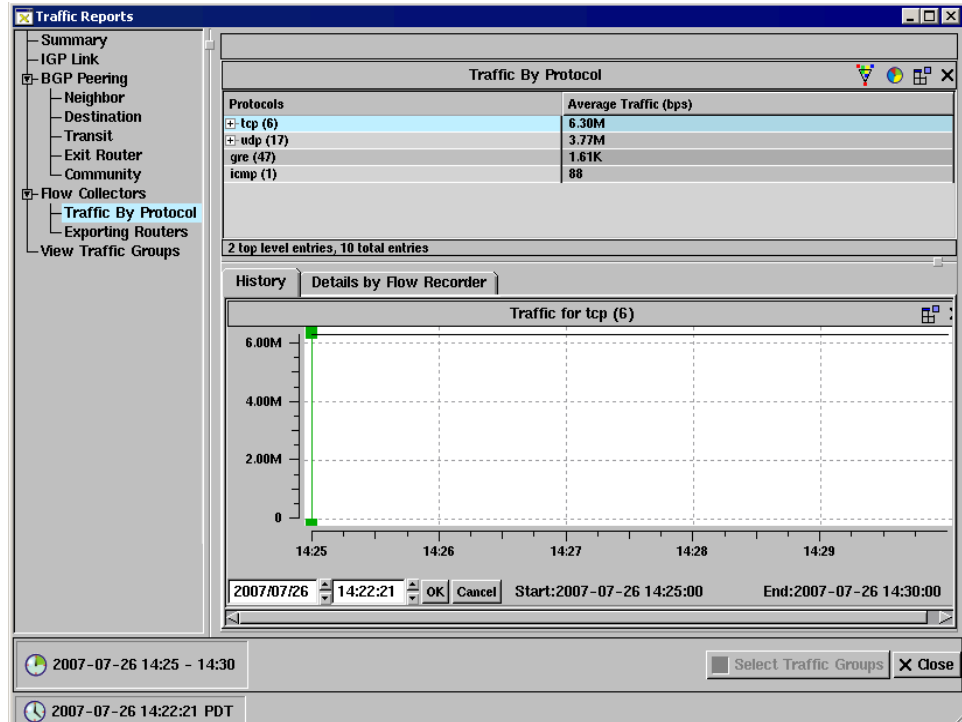 Traffic Reports
Summary
IGP Link
BGP Peering
Neighbor
Destination
Transit
Exit Router
Community
Flow Collectors
Traffic By Protocol
Exporting Routers
View Traffic Groups
Traffic By Protocol
Protocols Average Traffic (bps)
tcp (6) 6.30M
udp (17) 3.77M
gre (47) 1.61K
icmp (1) 88
2 top level entries, 10 total entries
History Details by Flow Recorder
Traffic for tcp (6)
6.00M
4.00M
2.00M
0
14:25 14:26 14:27 14:28 14:29
2007/07/26 14:22:21 OK Cancel Start:2007-07-26 14:25:00 End:2007-07-26 14:30:00
2007-07-26 14:25 - 14:30
Select Traffic Groups X Close
2007-07-26 14:22:21 PDT